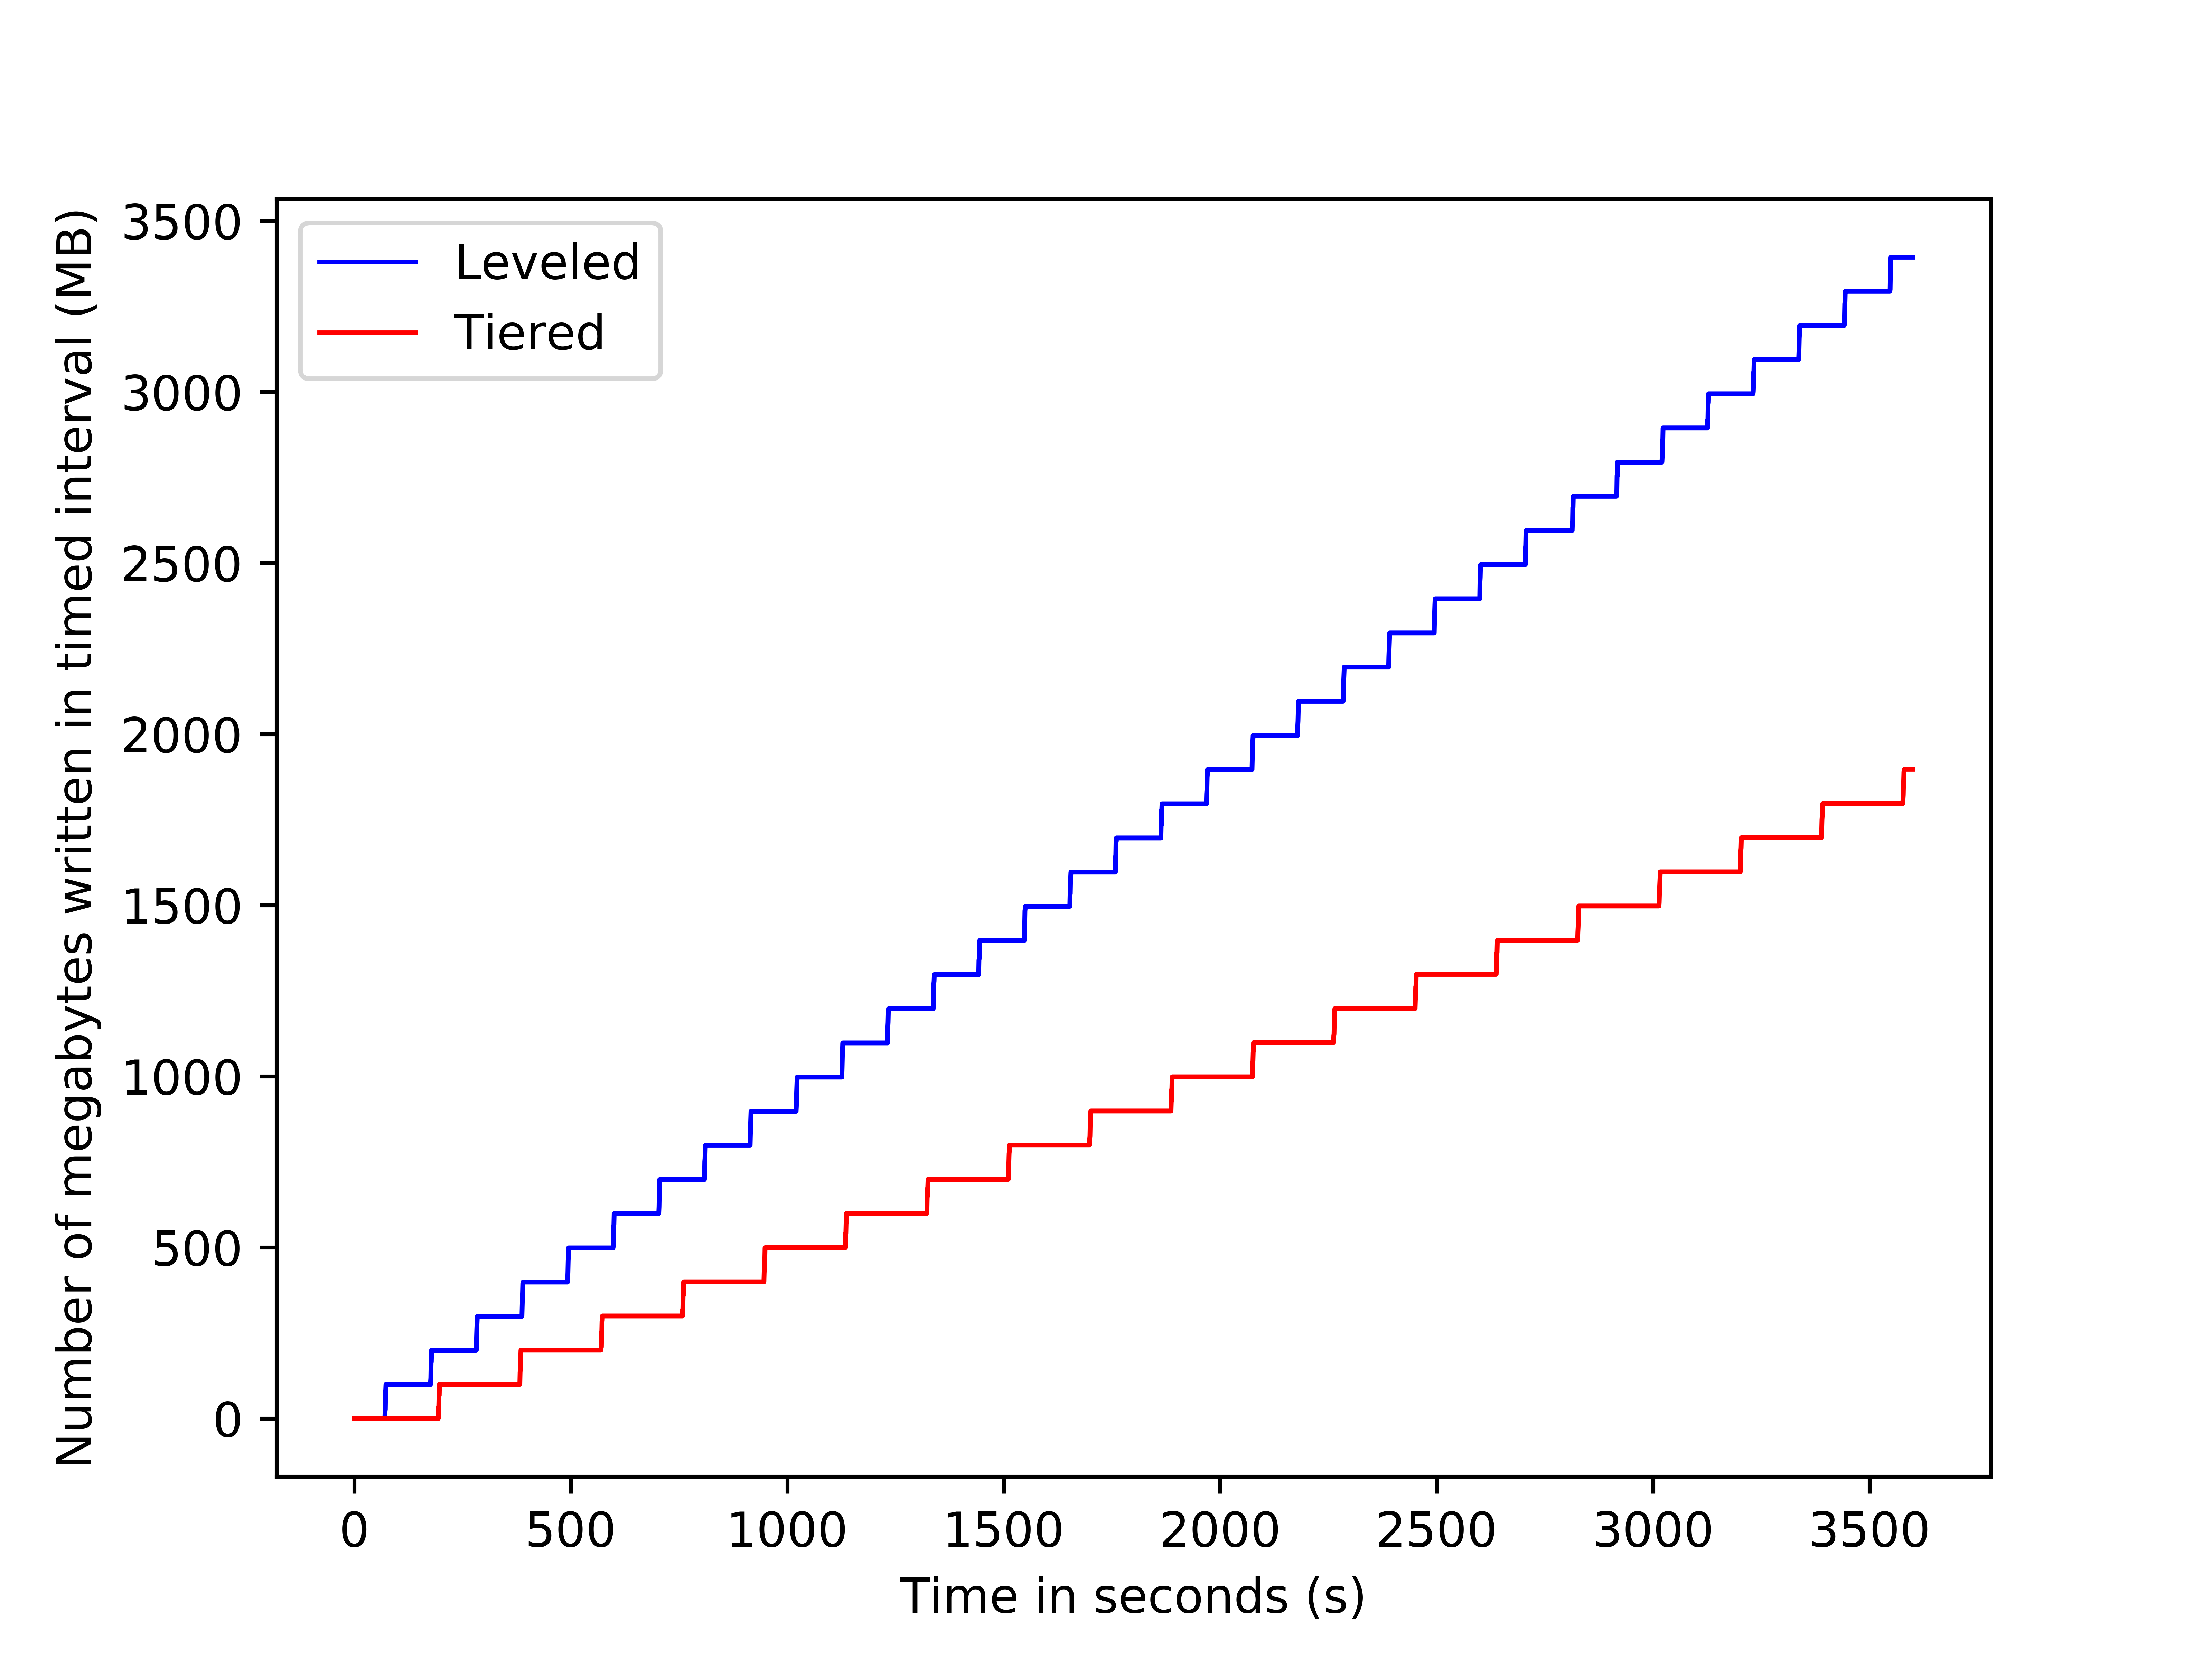 Leveled
Tiered
Number of megabytes written in timed interval (MB)
3500
3000
2500
2000
1500
1000
500
0
0 500 1000 1500 2000 2500 3000 3500
Time in seconds (s)